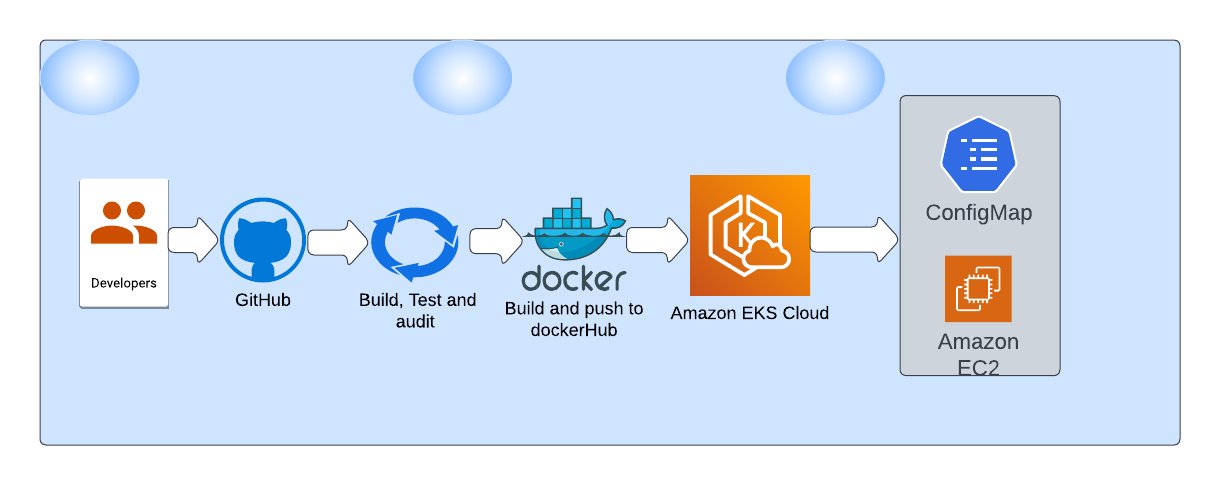 Developers
GitHub
Build, Test and
audit
docker
Build and push to
dockerHub
K
Amazon EKS Cloud
ConfigMap
Amazon
EC2